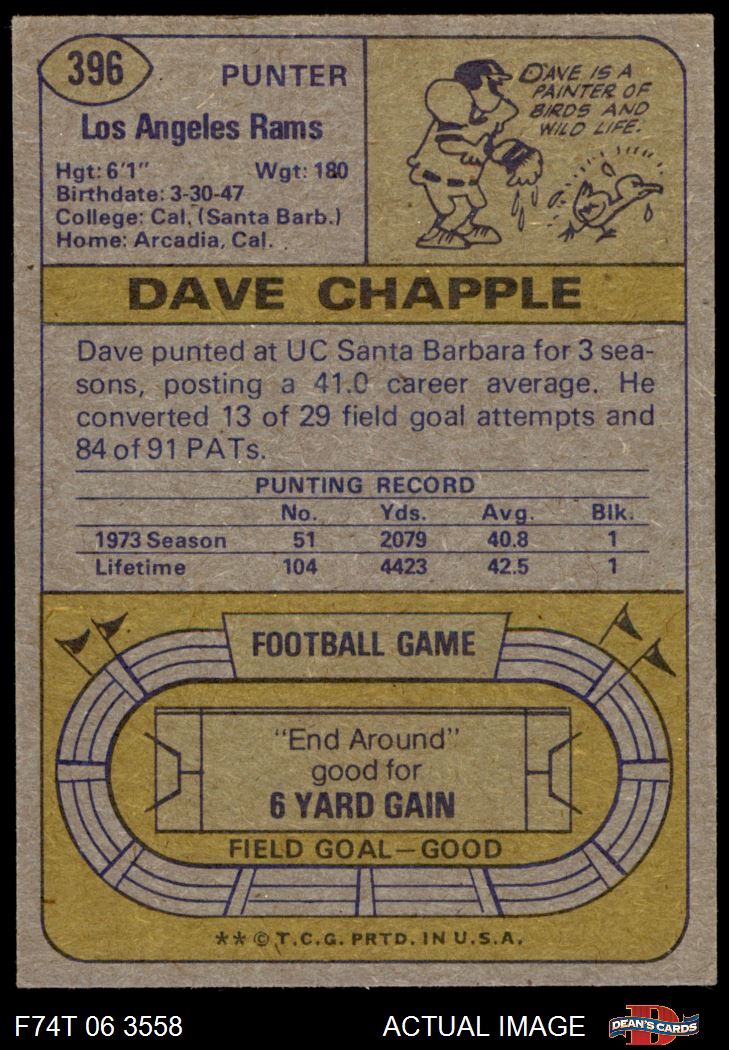 396
PUNTER
Los Angeles Rams
Hgt: 6'1" Wgt: 180
Birthdate: 3-30-47
College: Cal. (Santa Barb.)
Home: Arcadia, Cal.
DAVE IS A
PAINTER OF
BIRDS AND
WILD LIFE.
DAVE CHAPPLE
Dave punted at UC Santa Barbara for 3 sea-
sons, posting a 41.0 career average. He
converted 13 of 29 field goal attempts and
84 of 91 PATs.
PUNTING RECORD
No. Yds. Avg. Blk.
1973 Season 51 2079 40.8 1
Lifetime 104 4423 42.5 1
FOOTBALL GAME
"End Around"
good for
6 YARD GAIN
FIELD GOAL—GOOD
** © T.C.G. PRTD. IN U.S.A.
F74T 06 3558 ACTUAL IMAGE
D
DEAN'S CARDS